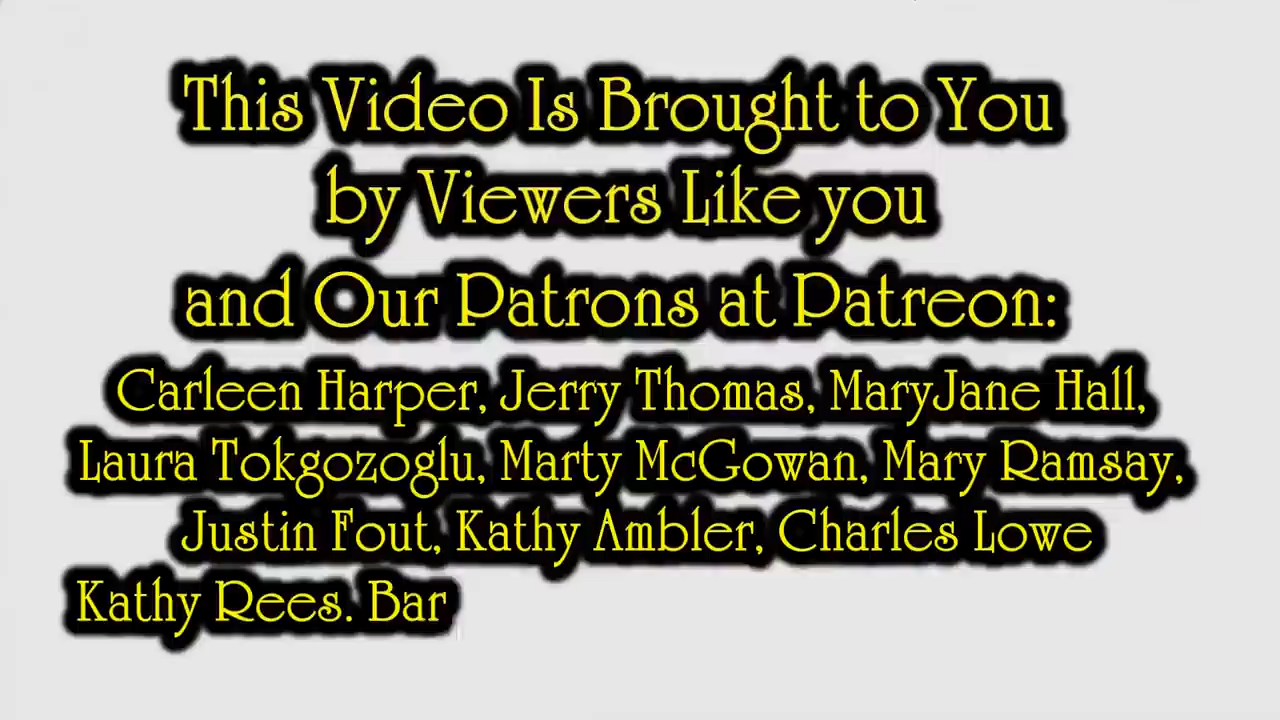 This Video Is Brought to You
by Viewers Like you
and Our Patrons at Patreon:
Carleen Harper, Jerry Thomas, MaryJane Hall,
Laura Tokgozoglu, Marty McGowan, Mary Ramsay,
Justin Fout, Kathy Ambler, Charles Lowe
Kathy Rees. Bar